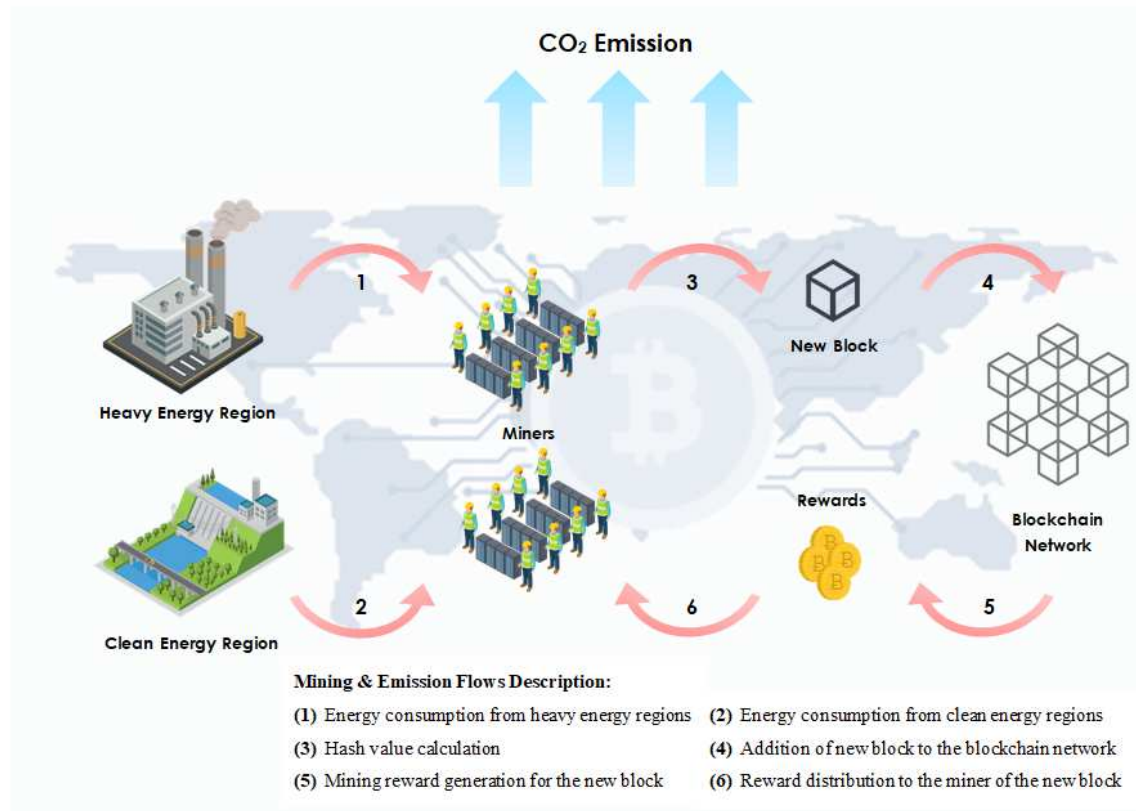 CO₂ Emission
1
3
4
New Block
Heavy Energy Region
Miners
Rewards
Blockchain
Network
2
6
5
Clean Energy Region
Mining & Emission Flows Description:
(1) Energy consumption from heavy energy regions
(2) Energy consumption from clean energy regions
(3) Hash value calculation
(4) Addition of new block to the blockchain network
(5) Mining reward generation for the new block
(6) Reward distribution to the miner of the new block